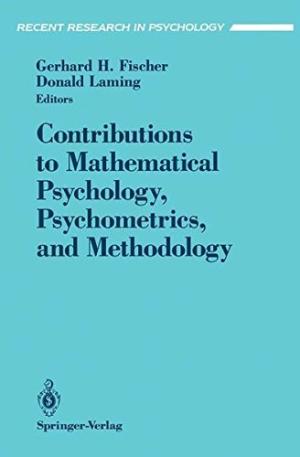 RECENT RESEARCH IN PSYCHOLOGY
Gerhard H. Fischer
Donald Laming
Editors
Contributions
to Mathematical
Psychology,
Psychometrics,
and Methodology
Springer-Verlag